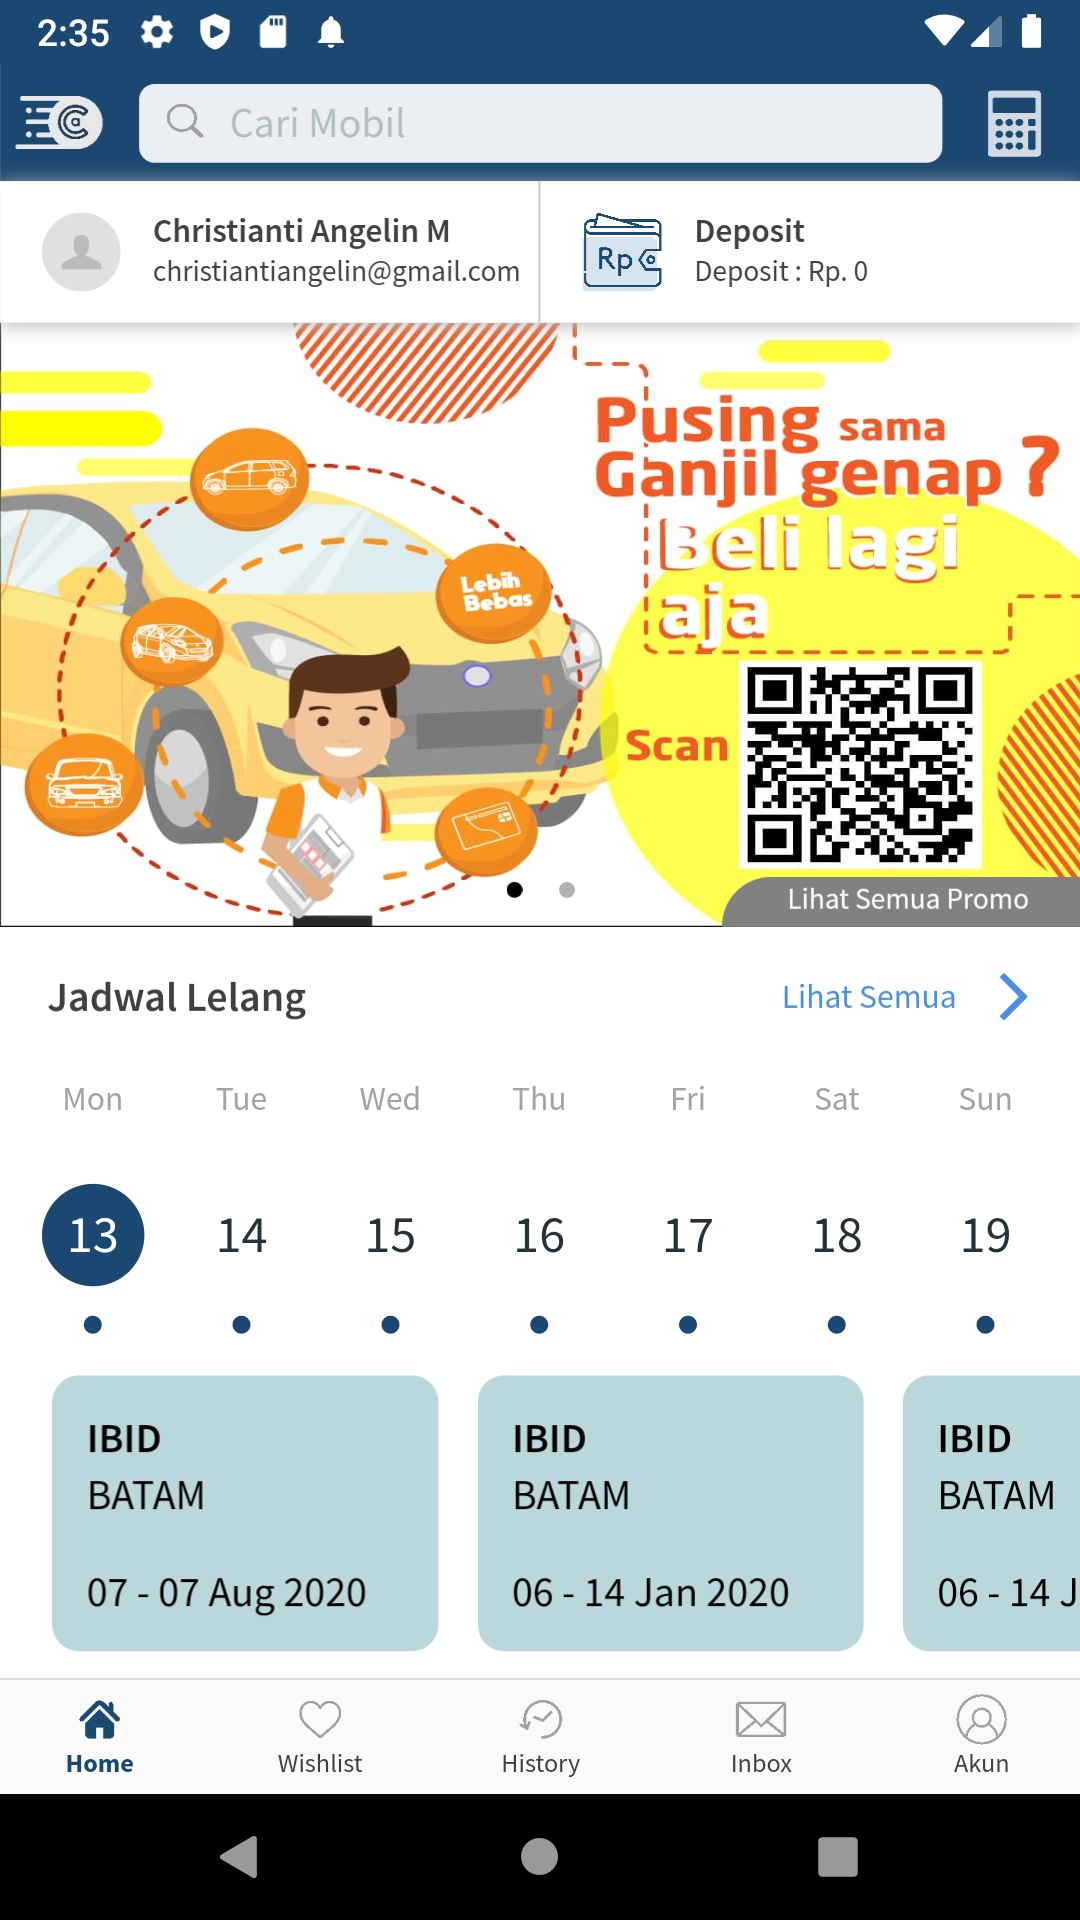 2:35
Cari Mobil
Christianti Angelin M
christiantiangelin@gmail.com
Rp
Deposit
Deposit : Rp. 0
Pusing sama
Ganjil genap ?
Beli lagi
aja
Lebih
Bebas
Scan
Lihat Semua Promo
Jadwal Lelang
Lihat Semua
Mon Tue Wed Thu Fri Sat Sun
13 14 15 16 17 18 19
IBID
BATAM
07 - 07 Aug 2020
IBID
BATAM
06 - 14 Jan 2020
IBID
BATAM
06 - 14 J
Home
Wishlist
History
Inbox
Akun